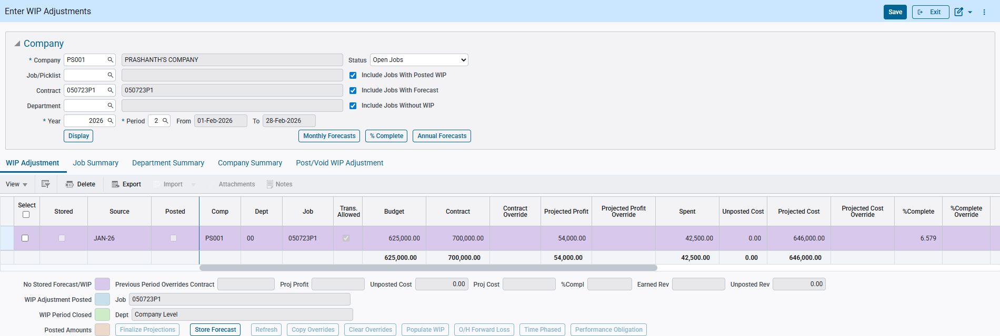 Enter WIP Adjustments
Save
Exit
Company
* Company PS001 PRASHANTH'S COMPANY Status Open Jobs
Job/Picklist Include Jobs With Posted WIP
Contract 050723P1 050723P1 Include Jobs With Forecast
Department Include Jobs Without WIP
* Year 2026 * Period 2 From 01-Feb-2026 To 28-Feb-2026
Display Monthly Forecasts % Complete Annual Forecasts
WIP Adjustment Job Summary Department Summary Company Summary Post/Void WIP Adjustment
View Delete Export Import Attachments Notes
Select Stored Source Posted Comp Dept Job Trans. Allowed Budget Contract Contract Override Projected Profit Projected Profit Override Spent Unposted Cost Projected Cost Projected Cost Override %Complete %Complete Override
JAN-26 PS001 00 050723P1 625,000.00 700,000.00 54,000.00 42,500.00 0.00 646,000.00 6.579
625,000.00 700,000.00 54,000.00 42,500.00 0.00 646,000.00
No Stored Forecast/WIP Previous Period Overrides Contract Proj Profit Unposted Cost 0.00 Proj Cost %Compl Earned Rev Unposted Rev 0.00
WIP Adjustment Posted Job 050723P1
WIP Period Closed Dept Company Level
Posted Amounts Finalize Projections Store Forecast Refresh Copy Overrides Clear Overrides Populate WIP O/H Forward Loss Time Phased Performance Obligation